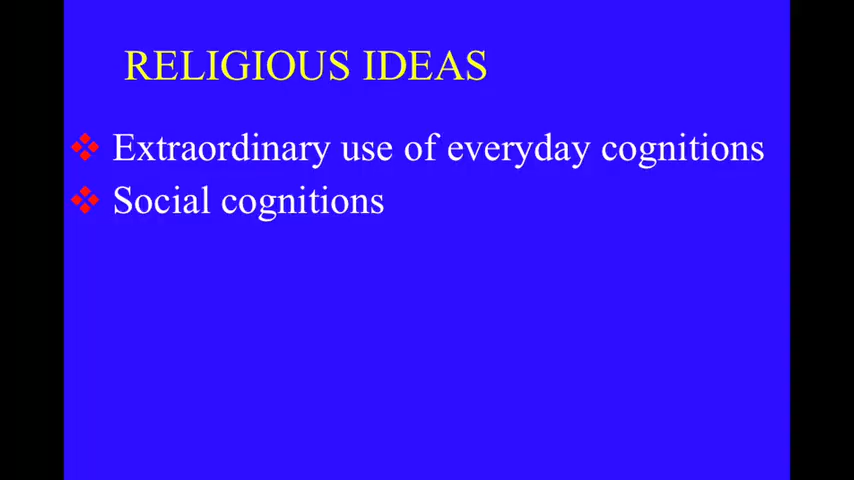 RELIGIOUS IDEAS
Extraordinary use of everyday cognitions
Social cognitions